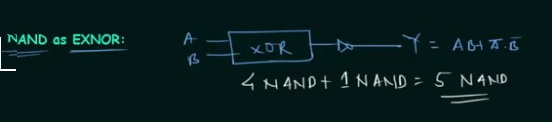 NAND as EXNOR:
A
B
XOR
Y = AB+Ā.B̄
4 NAND + 1 NAND = 5 NAND